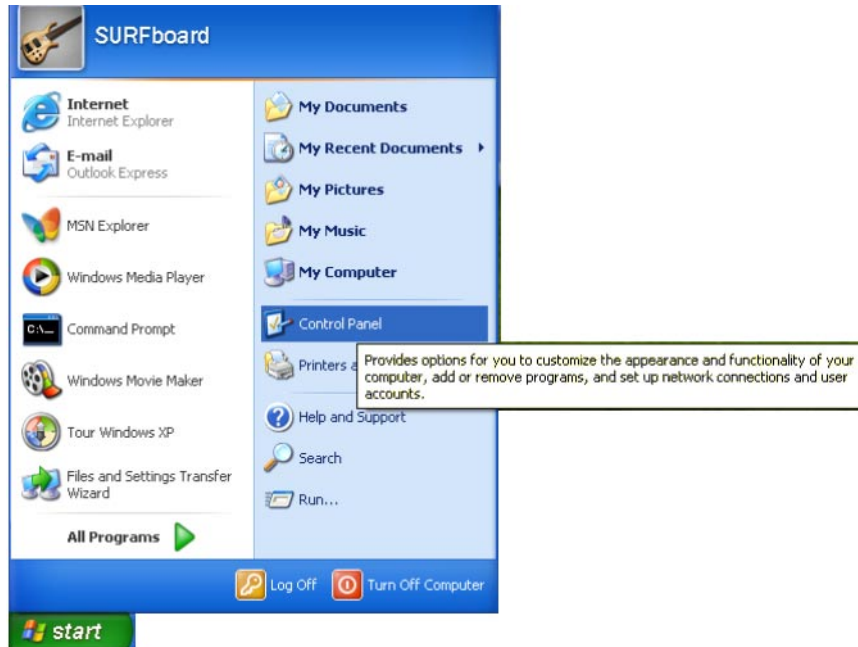 SURFboard
Internet
Internet Explorer
E-mail
Outlook Express
MSN Explorer
Windows Media Player
C:\_
Command Prompt
Windows Movie Maker
Tour Windows XP
Files and Settings Transfer
Wizard
All Programs
My Documents
My Recent Documents
My Pictures
My Music
My Computer
Control Panel
Printers a
Provides options for you to customize the appearance and functionality of your
computer, add or remove programs, and set up network connections and user
accounts.
Help and Support
Search
Run...
Log Off
Turn Off Computer
start